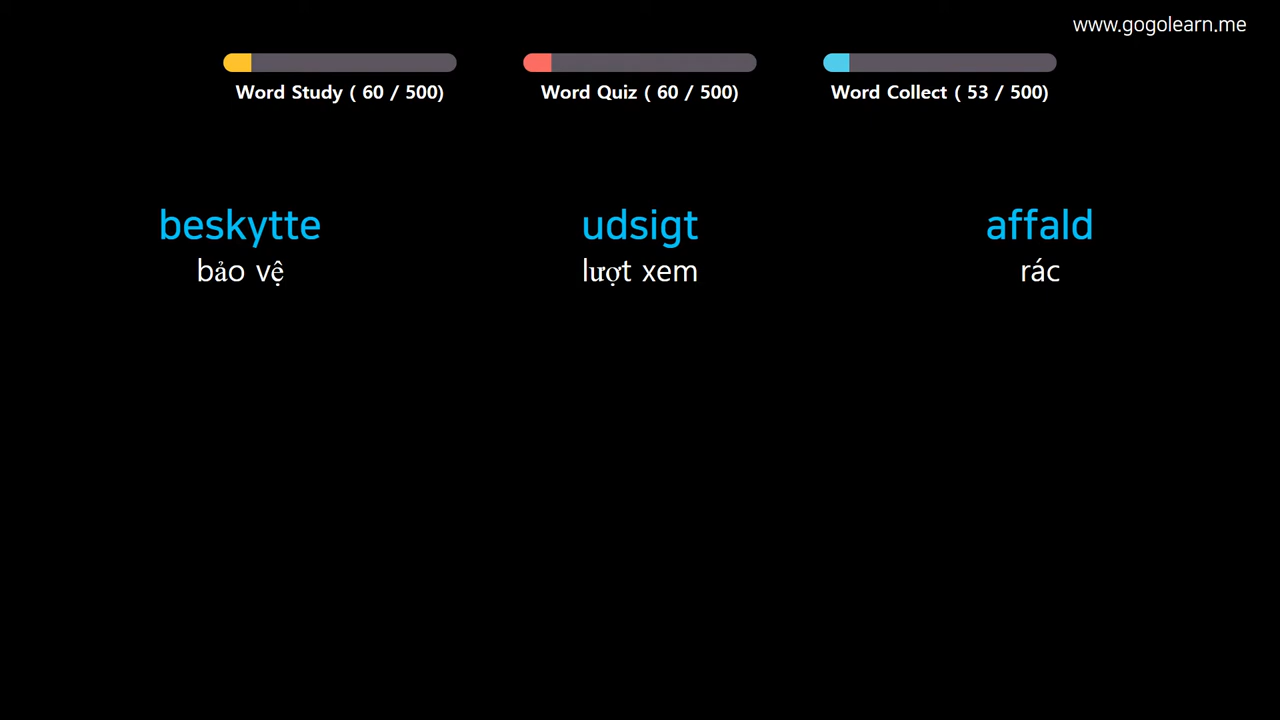 www.gogolearn.me
Word Study ( 60 / 500)
Word Quiz ( 60 / 500)
Word Collect ( 53 / 500)
beskytte
bảo vệ
udsigt
lượt xem
affald
rác